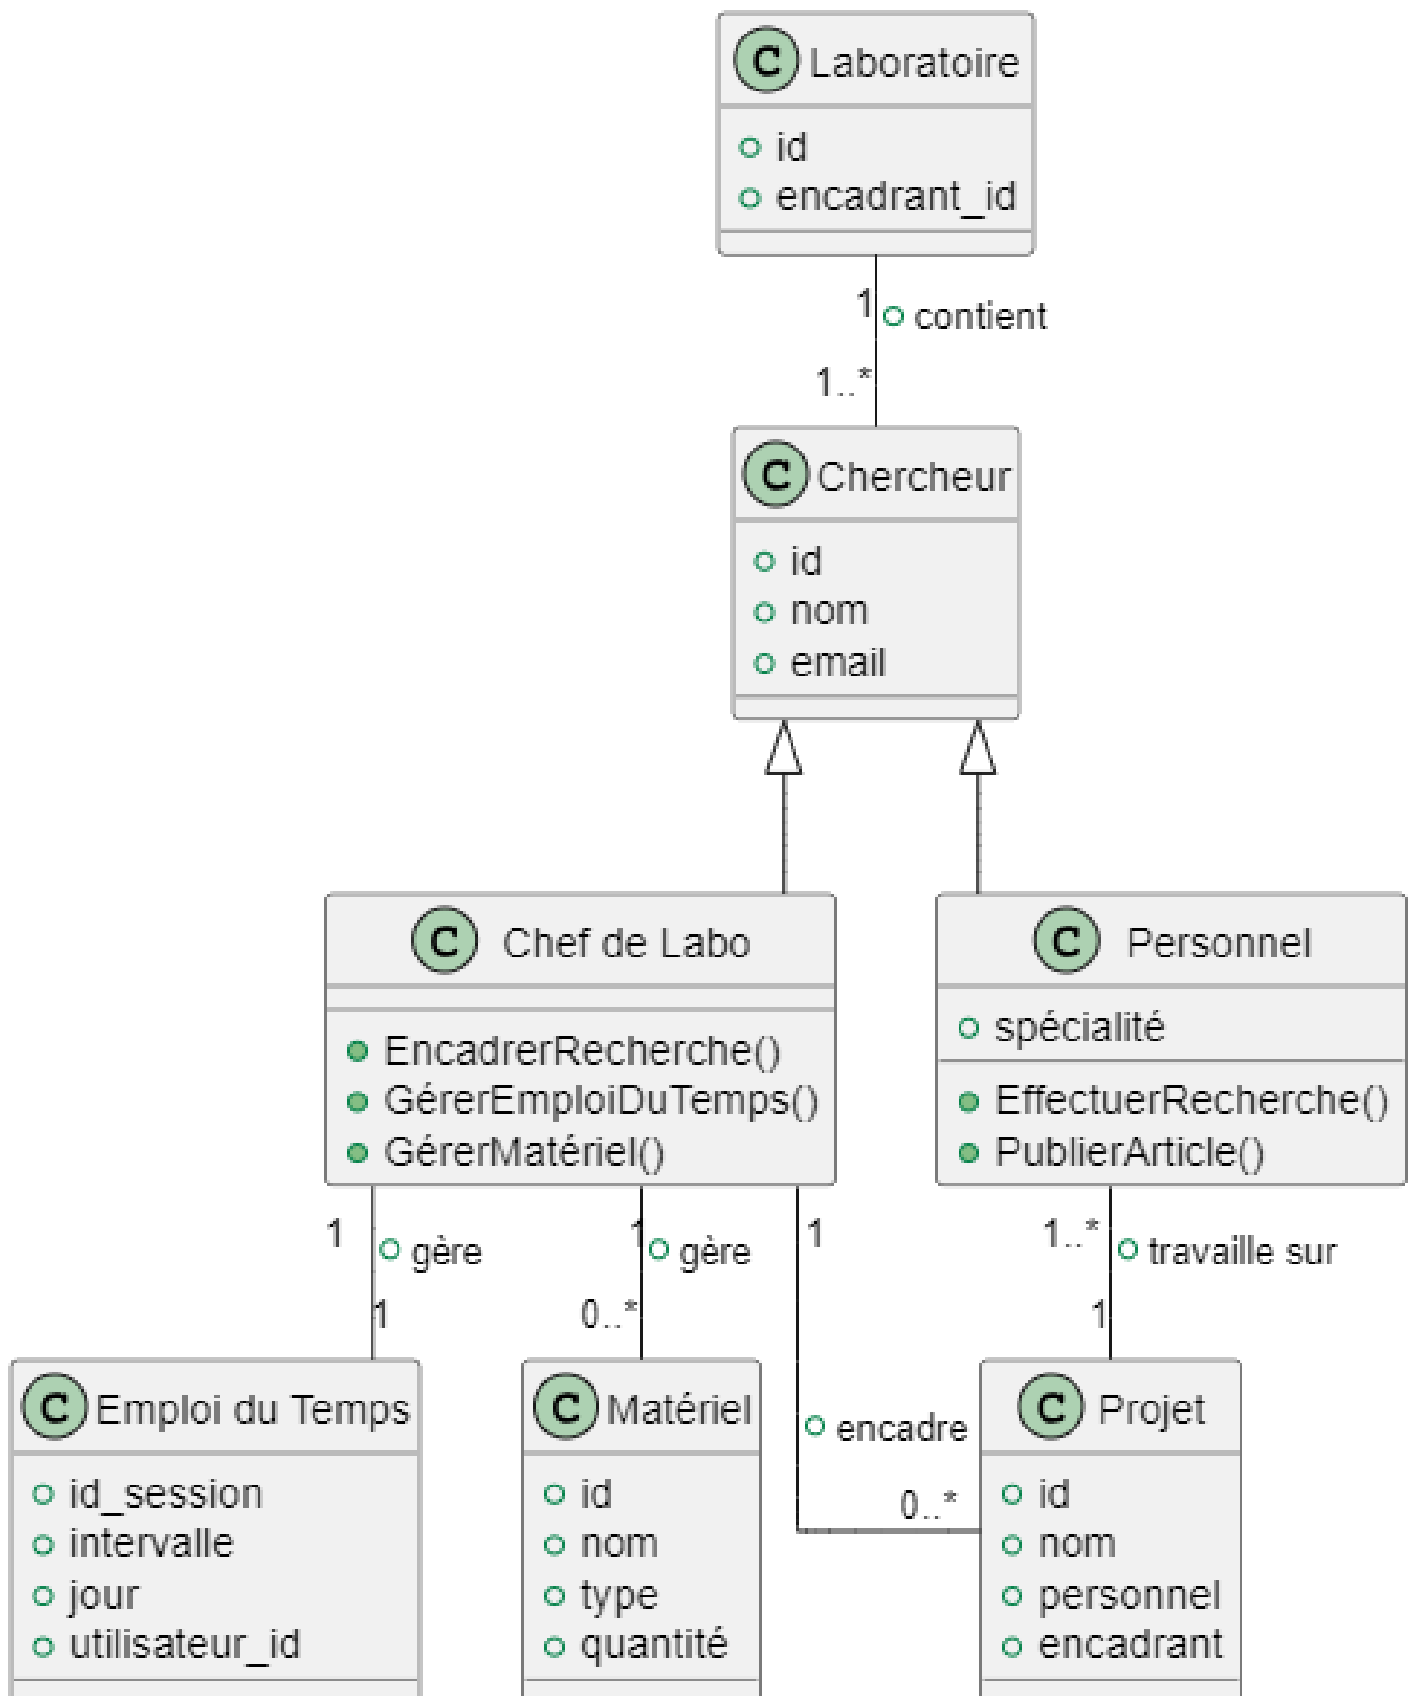 C Laboratoire
id
encadrant_id
1
contient
1..*
C Chercheur
id
nom
email
C Chef de Labo
EncadrerRecherche()
GérerEmploiDuTemps()
GérerMatériel()
C Personnel
spécialité
EffectuerRecherche()
PublierArticle()
1
gère
1
1
gère
0..*
1
encadre
0..*
1..*
travaille sur
1
C Emploi du Temps
id_session
intervalle
jour
utilisateur_id
C Matériel
id
nom
type
quantité
C Projet
id
nom
personnel
encadrant